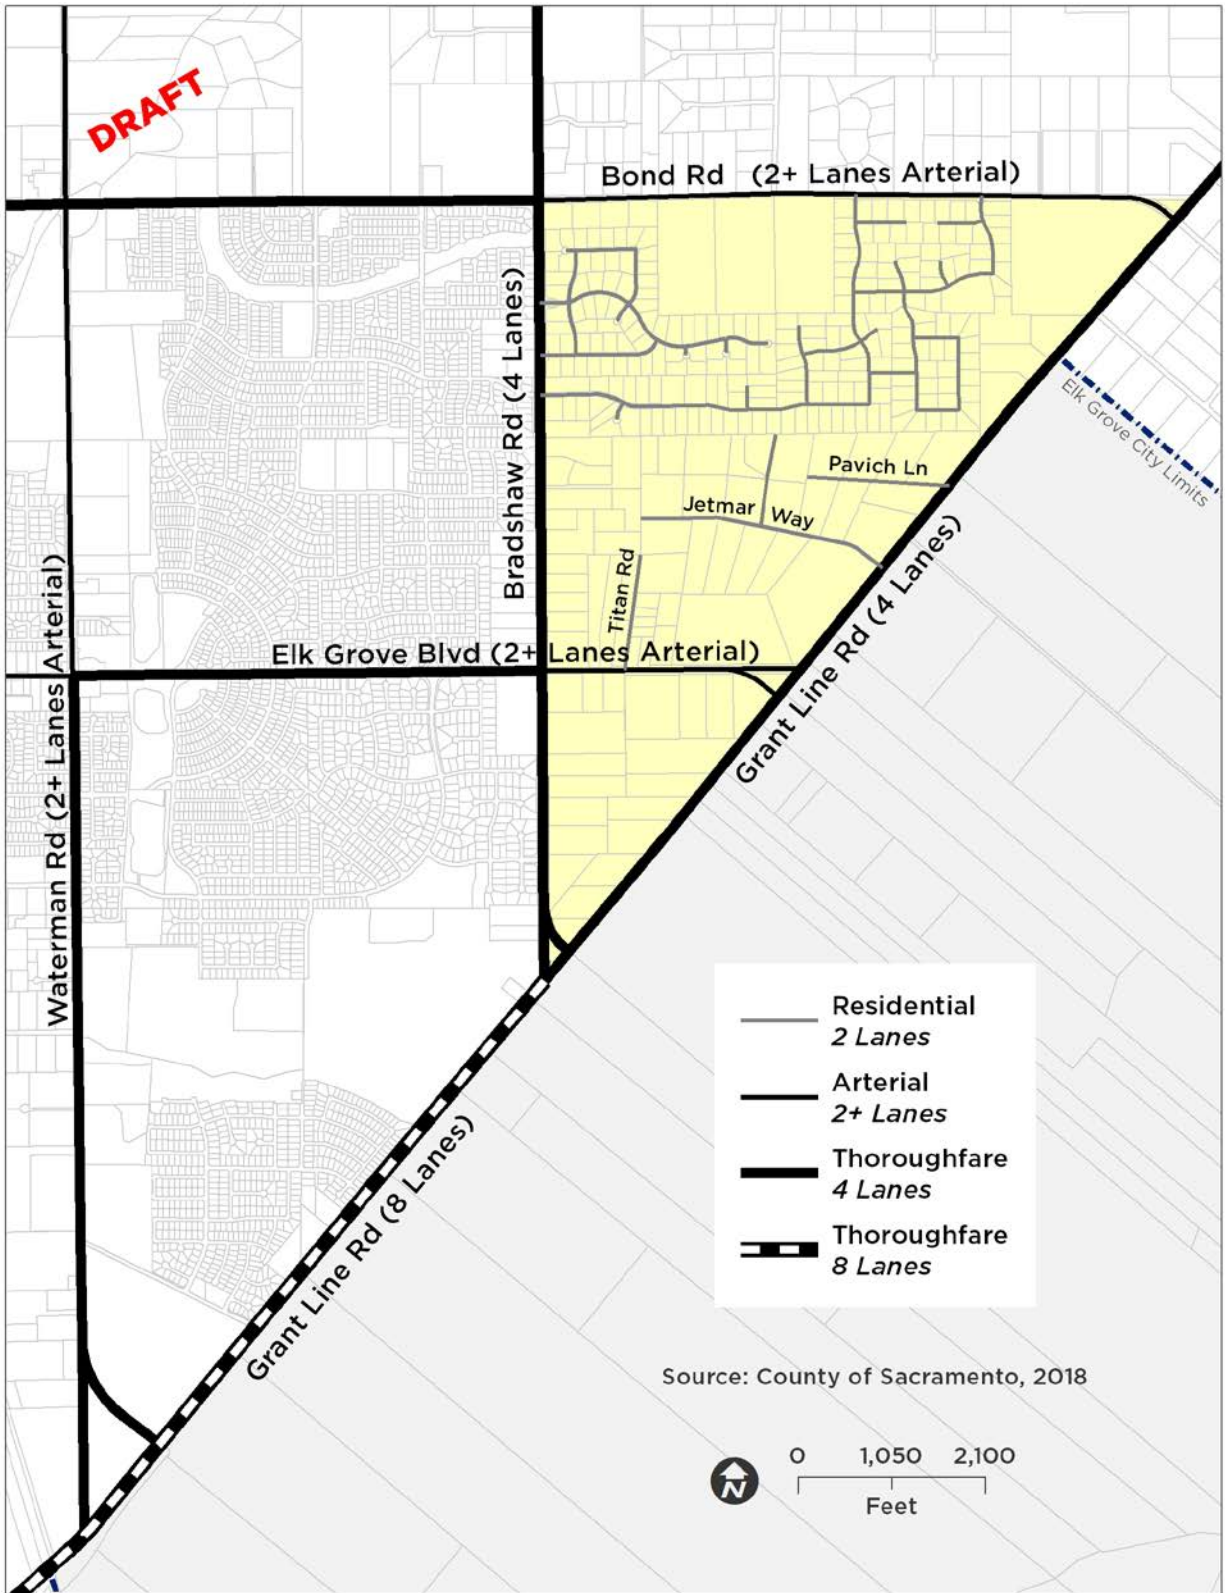 DRAFT
Bond Rd (2+ Lanes Arterial)
Bradshaw Rd (4 Lanes)
Elk Grove City Limits
Pavich Ln
Jetmar Way
Titan Rd
Elk Grove Blvd (2+ Lanes Arterial)
Grant Line Rd (4 Lanes)
Waterman Rd (2+ Lanes Arterial)
Grant Line Rd (8 Lanes)
Residential
2 Lanes
Arterial
2+ Lanes
Thoroughfare
4 Lanes
Thoroughfare
8 Lanes
Source: County of Sacramento, 2018
N
0 1,050 2,100
Feet